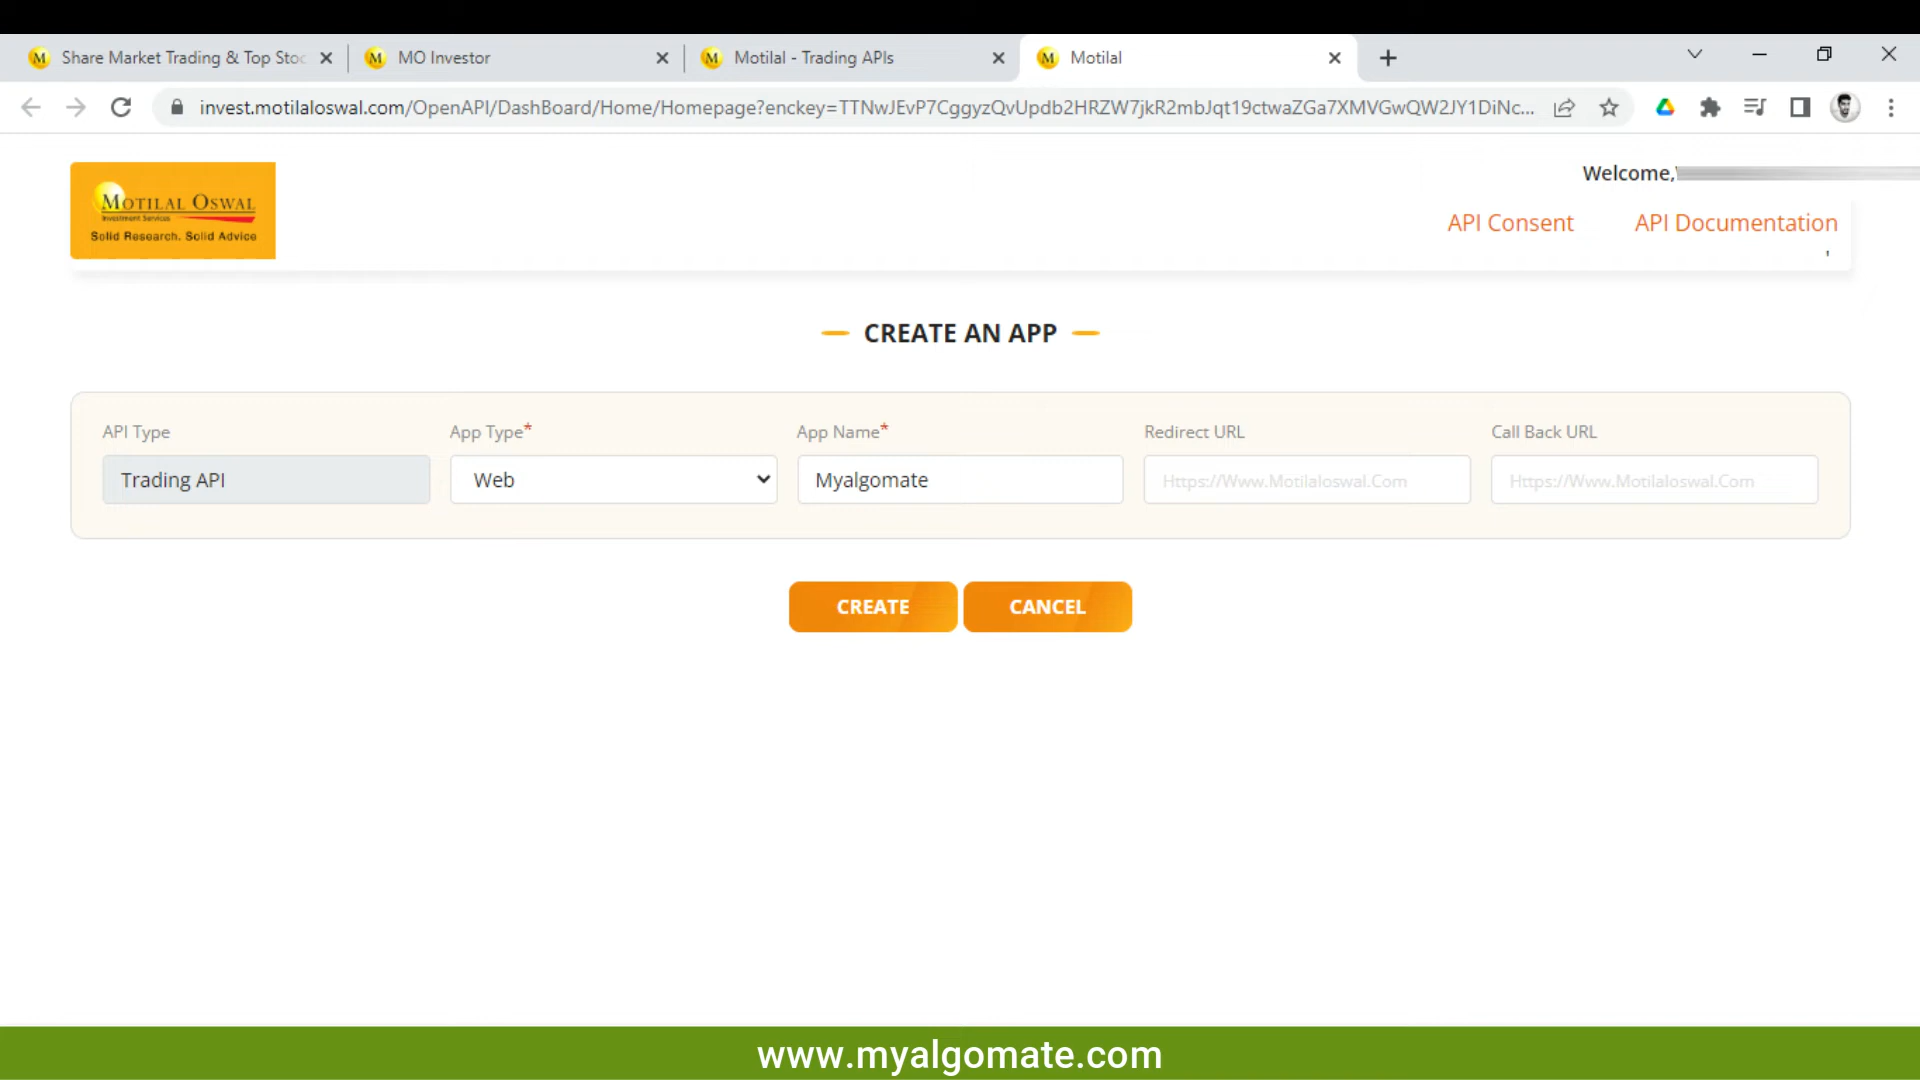 Share Market Trading & Top Stoc
MO Investor
Motilal - Trading APIs
Motilal
invest.motilaloswal.com/OpenAPI/DashBoard/Home/Homepage?enckey=TTNwJEvP7CggyzQvUpdb2HRZW7jkR2mbJqt19ctwaZGa7XMVGwQW2JY1DiNc...
MOTILAL OSWAL
Investment Services
Solid Research. Solid Advice
Welcome,
API Consent
API Documentation
CREATE AN APP
API Type
App Type*
App Name*
Redirect URL
Call Back URL
Trading API
Web
Myalgomate
Https://Www.Motilaloswal.Com
Https://Www.Motilaloswal.Com
CREATE
CANCEL
www.myalgomate.com